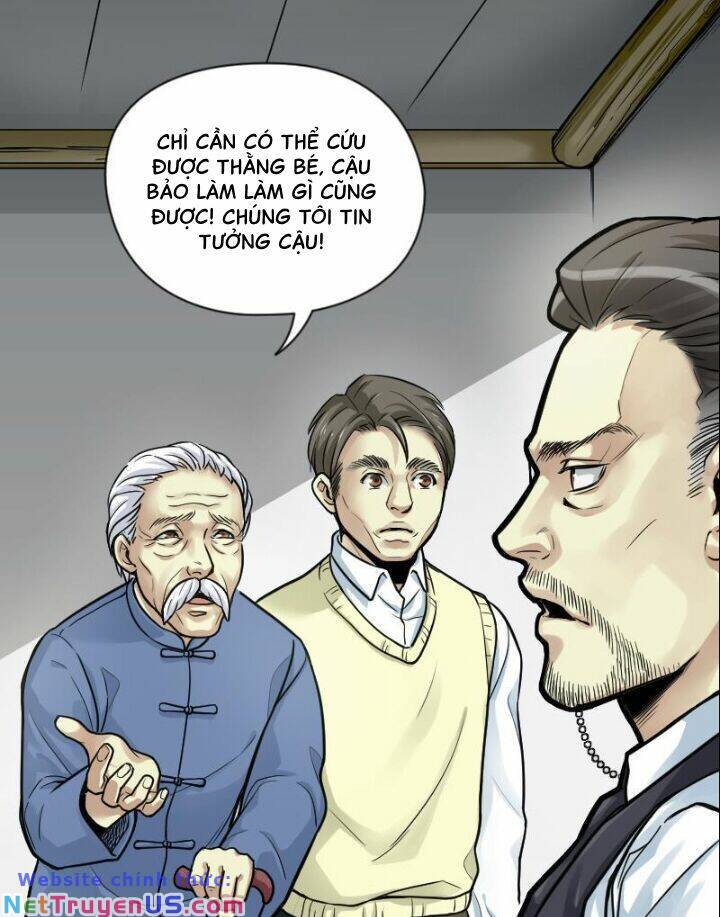 CHỈ CẦN CÓ THỂ CỨU
ĐƯỢC THẰNG BÉ, CẬU
BẢO LÀM LÀM GÌ CŨNG
ĐƯỢC! CHÚNG TÔI TIN
TƯỞNG CẬU!
Website chính thức:
NetTruyenUS.com